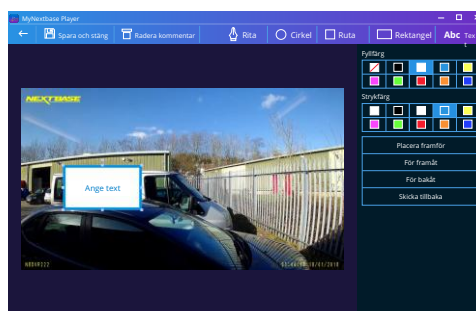 MyNextbase Player
Spara och stäng
Radera kommentar
Rita
Cirkel
Ruta
Rektangel
Abc
Tex
t
Fyllfärg
Strykfärg
Placera framför
För framåt
För bakåt
Skicka tillbaka
NEXTBASE
Ange text